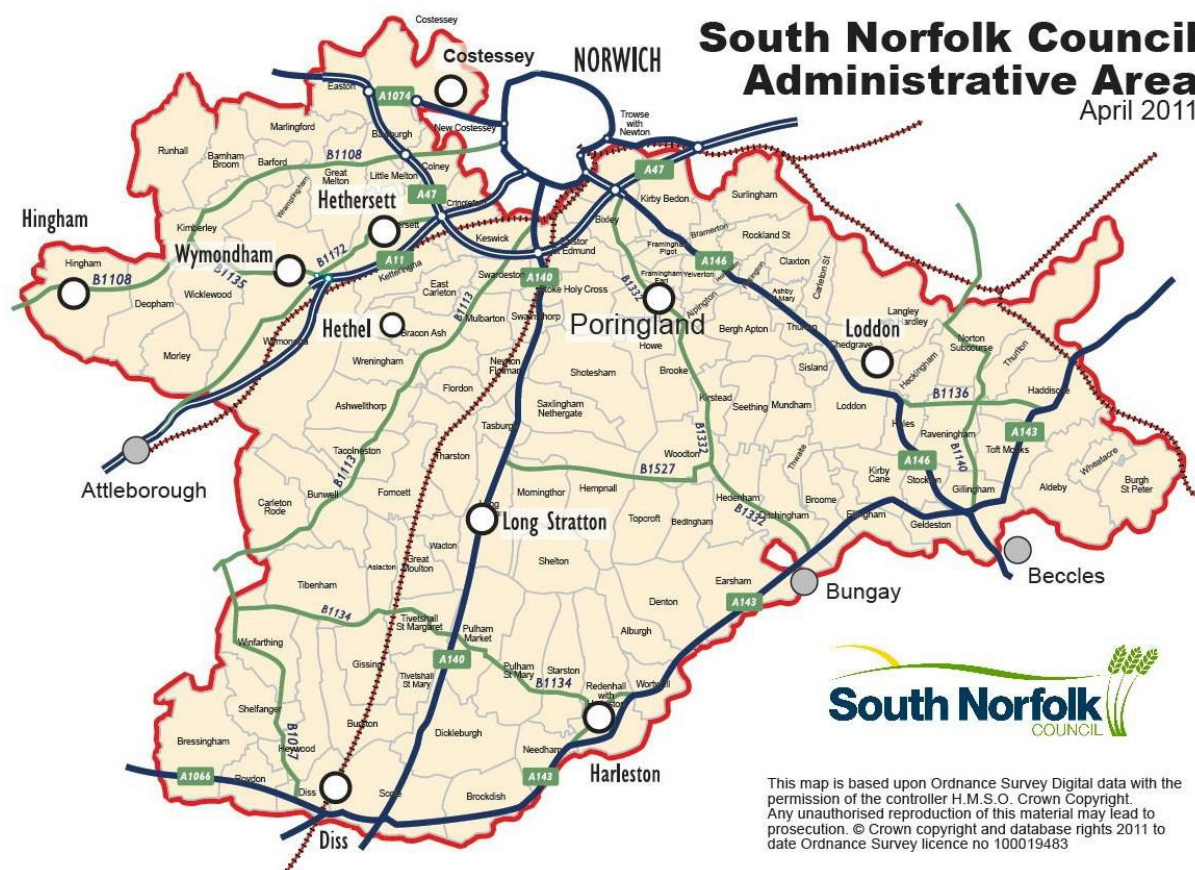 South Norfolk Council
Administrative Area
April 2011
Costessey
Costessey
NORWICH
Easton
A1074
New Costessey
Trowse
with
Newton
Marlingford
Runhall
Barnham
Broom
Barford
B1108
Great
Melton
Little Melton
Colney
A47
A47
Wramplingham
Kirby Bedon
Surlingham
Hethersett
Hingham
Kimberley
Bixley
Bramerton
Rockland St
Keswick
Framingham
Pigot
Wymondham
B1172
A11
Hingham
B1108
B1135
Wicklewood
Deopham
East
Carleton
Swardeston
B1113
A140
Stoke Holy Cross
B1332
Framingham
Earl
Yelverton
A146
Claxton
Carleton St
Ashby
St Mary
Alpington
Langley
Hardley
Hethel
Bracon Ash
Mulbarton
Poringland
Bergh Apton
Thurton
Loddon
Chedgrave
Norton
Subcourse
Thurlton
Morley
Wreningham
Newton
Flotman
Howe
Brooke
Sisland
Heckingham
Haddiscoe
Flordon
Shotesham
Ashwellthorp
Saxlingham
Nethergate
Kirstead
Seething
Mundham
Loddon
B1136
Hales
Tasburgh
Raveningham
A143
Toft Monks
Attleborough
Tacolneston
B1113
Tharston
B1332
Woodton
Thwaite
B1140
Wheatacre
Kirby
Cane
A146
Stockton
B1527
Carleton
Rode
Bunwell
Forncett
Morningthor
Hempnall
Hedenham
Broome
Gillingham
Aldeby
Burgh
St Peter
Long Stratton
Topcroft
Bedingham
B1332
Ditchingham
Ellingham
Geldeston
Wacton
Aslacton
Great
Moulton
Shelton
Beccles
Tibenham
Earsham
Bungay
B1134
Denton
A143
Tivetshall
St Margaret
Pulham
Market
Alburgh
Winfarthing
Gissing
A140
Pulham
St Mary
Starston
Tivetshall
St Mary
B1134
Redenhall
with
Wortwell
South Norfolk
COUNCIL
Shelfanger
B1077
Burston
Dickleburgh
Bressingham
Heywood
Needham
Harleston
A1066
Roydon
Diss
A143
Brockdish
Diss
This map is based upon Ordnance Survey Digital data with the
permission of the controller H.M.S.O. Crown Copyright.
Any unauthorised reproduction of this material may lead to
prosecution. © Crown copyright and database rights 2011 to
date Ordnance Survey licence no 100019483